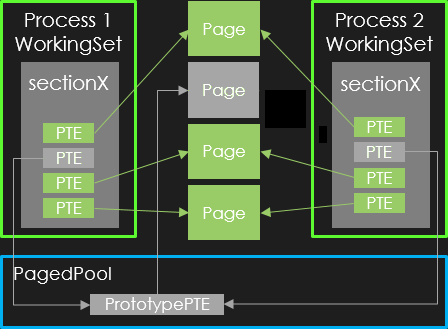 Process 1
WorkingSet
sectionX
PTE
PTE
PTE
PTE
Page
Page
Page
Page
Process 2
WorkingSet
sectionX
PTE
PTE
PTE
PTE
PagedPool
PrototypePTE